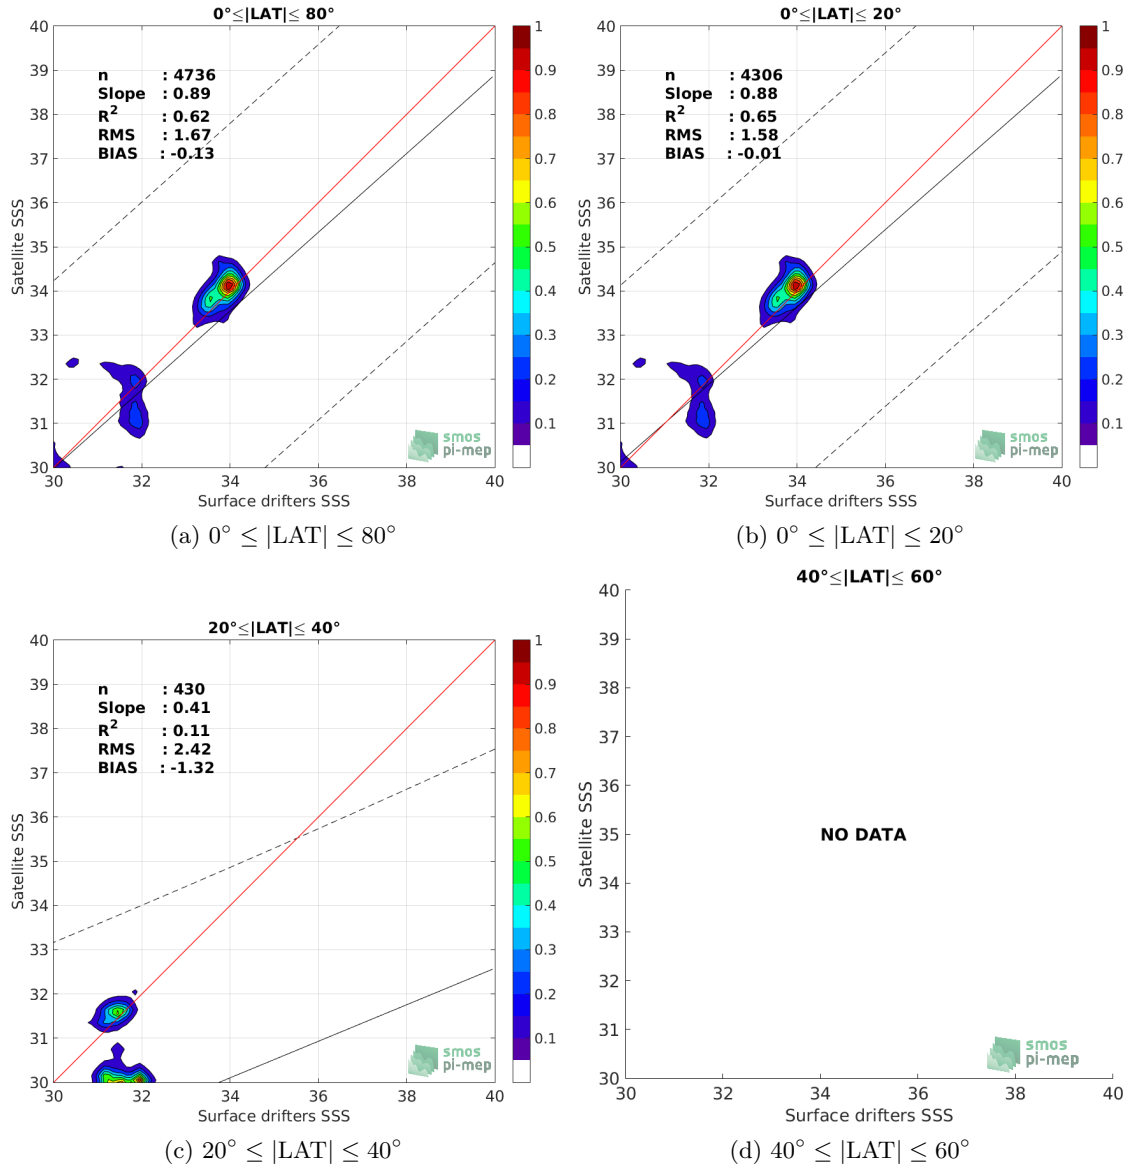 0°≤|LAT|≤ 80°
40
39
38
37
36
35
34
33
32
31
30
Satellite SSS
n : 4736
Slope : 0.89
R2 : 0.62
RMS : 1.67
BIAS : -0.13
smos
pi-mep
30 32 34 36 38 40
Surface drifters SSS
1
0.9
0.8
0.7
0.6
0.5
0.4
0.3
0.2
0.1
(a) 0° ≤ |LAT| ≤ 80°
0°≤|LAT|≤ 20°
40
39
38
37
36
35
34
33
32
31
30
Satellite SSS
n : 4306
Slope : 0.88
R2 : 0.65
RMS : 1.58
BIAS : -0.01
smos
pi-mep
30 32 34 36 38 40
Surface drifters SSS
1
0.9
0.8
0.7
0.6
0.5
0.4
0.3
0.2
0.1
(b) 0° ≤ |LAT| ≤ 20°
20°≤|LAT|≤ 40°
40
39
38
37
36
35
34
33
32
31
30
Satellite SSS
n : 430
Slope : 0.41
R2 : 0.11
RMS : 2.42
BIAS : -1.32
smos
pi-mep
30 32 34 36 38 40
Surface drifters SSS
1
0.9
0.8
0.7
0.6
0.5
0.4
0.3
0.2
0.1
(c) 20° ≤ |LAT| ≤ 40°
40°≤|LAT|≤ 60°
40
39
38
37
36
35
34
33
32
31
30
Satellite SSS
NO DATA
smos
pi-mep
30 32 34 36 38 40
Surface drifters SSS
(d) 40° ≤ |LAT| ≤ 60°